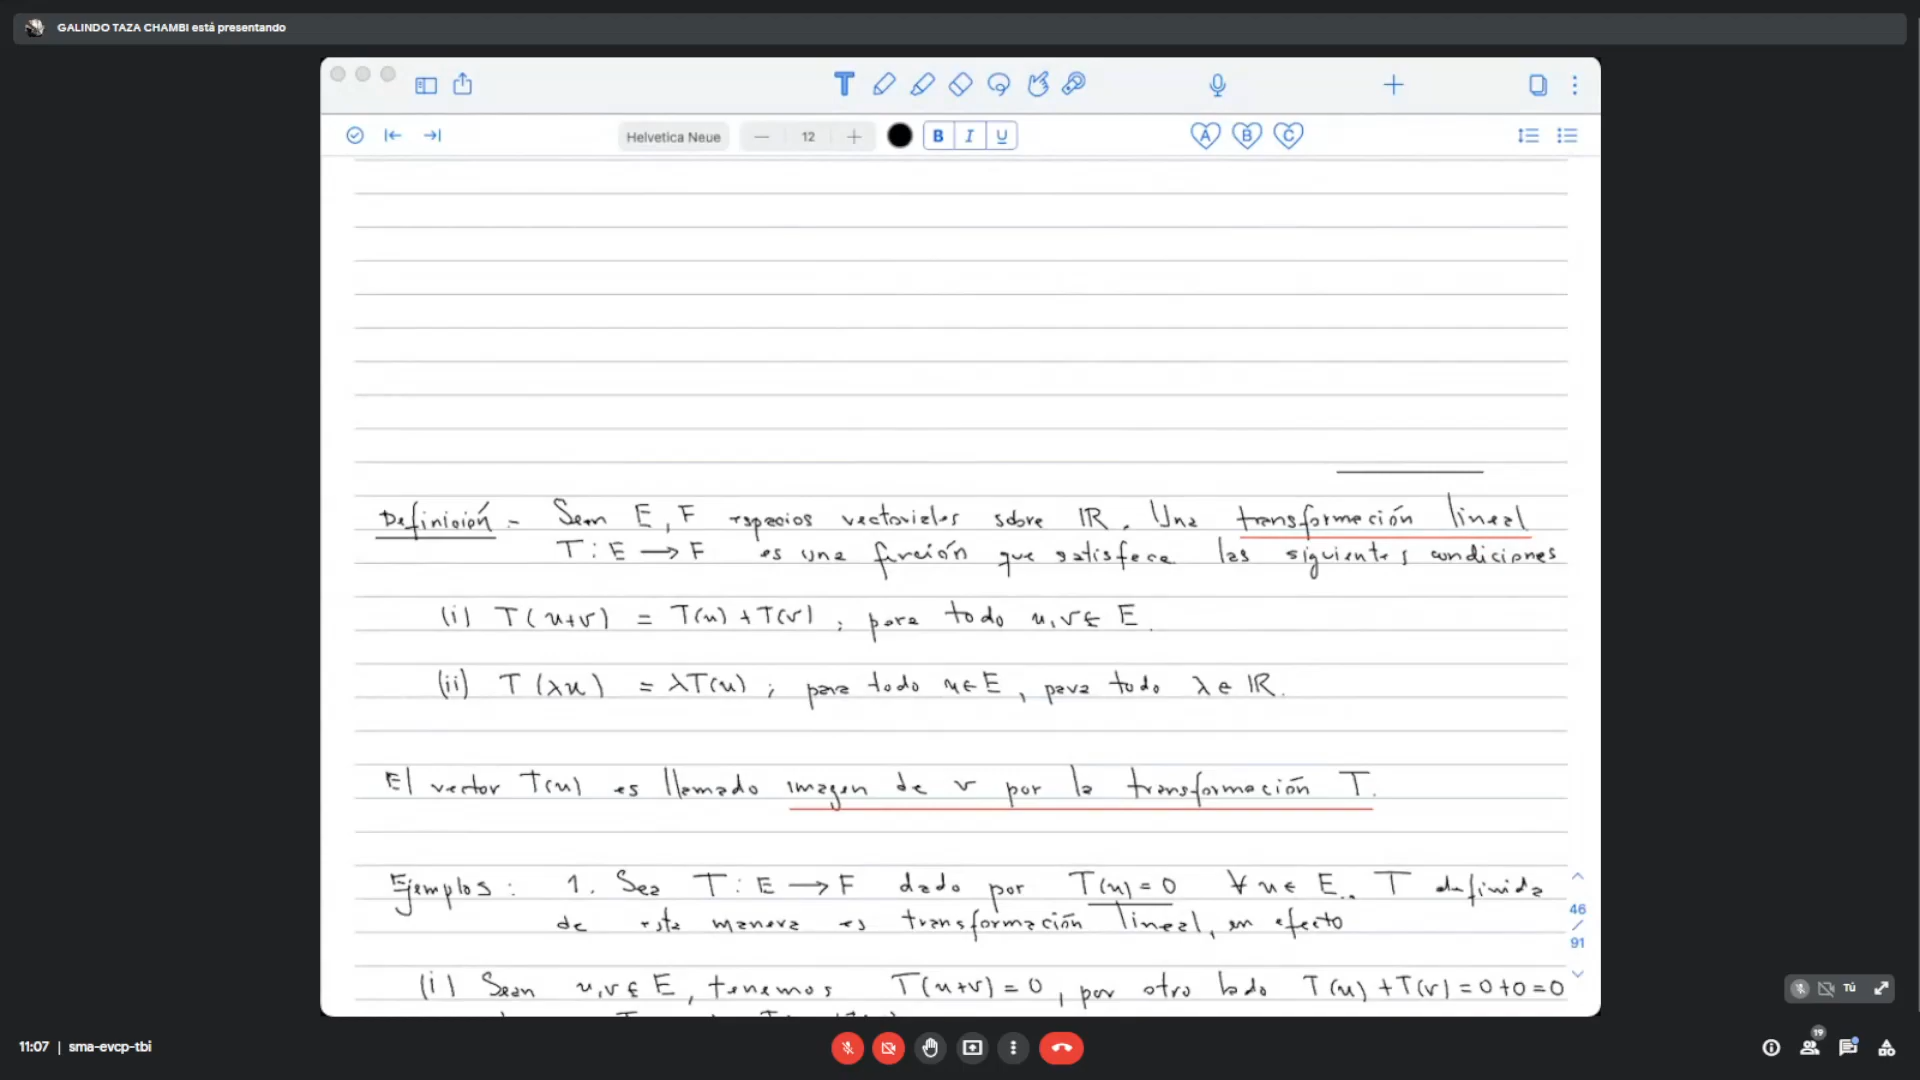 GALINDO TAZA CHAMBI está presentando
Helvetica Neue — 12 + B I U A B C
Definición.- Sean E, F espacios vectoriales sobre IR. Una transformación lineal
T : E → F es una función que satisface las siguientes condiciones
(i) T(u+v) = T(u)+T(v) ; para todo u,v ∈ E.
(ii) T(λu) = λT(u) ; para todo u∈E, para todo λ∈ IR.
El vector T(u) es llamado imagen de v por la transformación T.
Ejemplos: 1. Sea T : E → F dado por T(u)=0 ∀ u∈ E.. T definida
de esta manera es transformación lineal, en efecto
46
/
91
(i) Sean u,v ∈ E, tenemos T(u+v)=0, por otro lado T(u)+T(v)=0+0=0
Tú
11:07 | sma-evcp-tbi
19